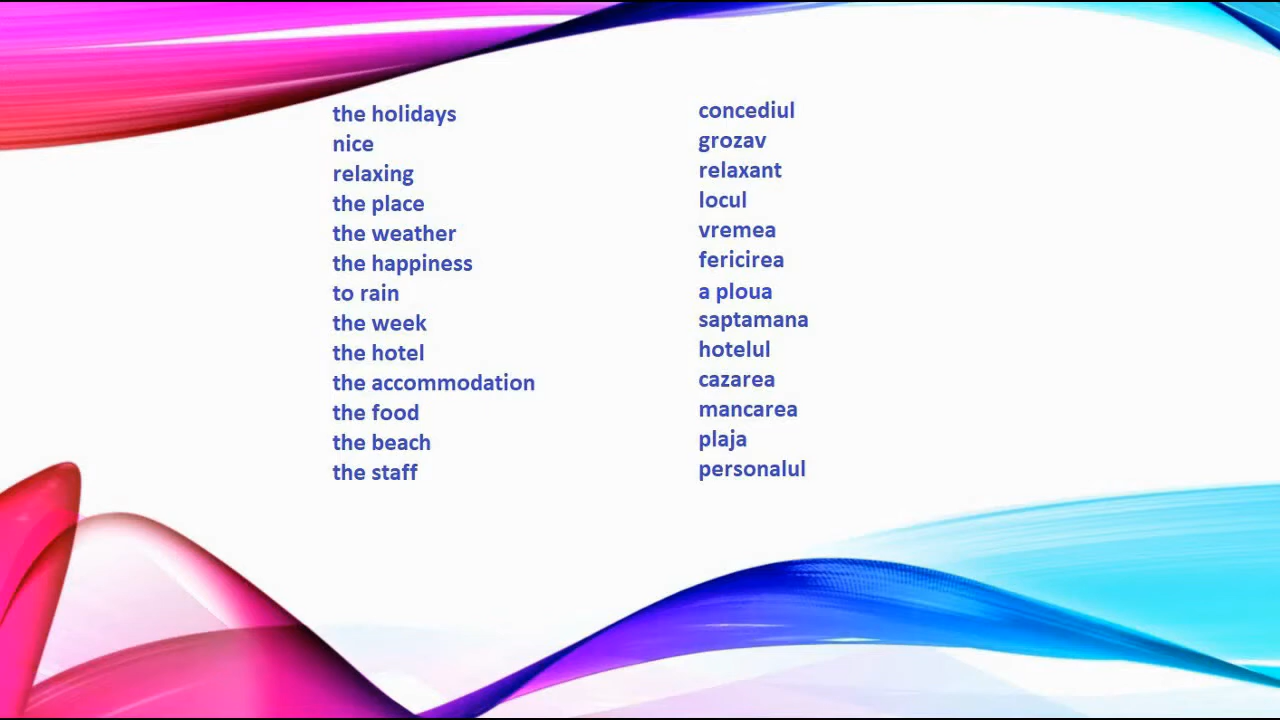 the holidays concediul
nice grozav
relaxing relaxant
the place locul
the weather vremea
the happiness fericirea
to rain a ploua
the week saptamana
the hotel hotelul
the accommodation cazarea
the food mancarea
the beach plaja
the staff personalul